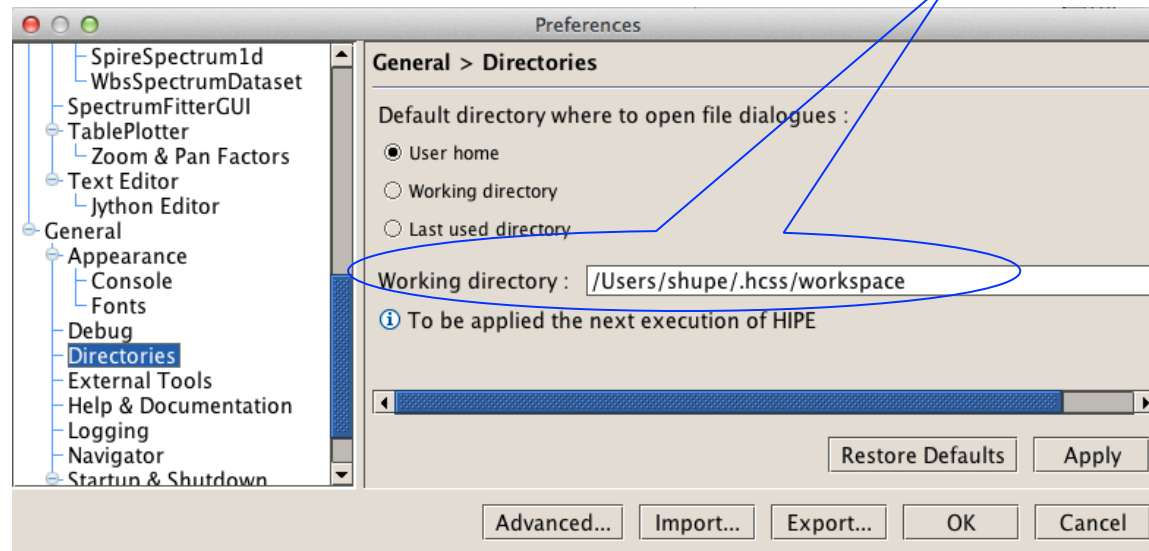 Preferences
SpireSpectrum1d
WbsSpectrumDataset
SpectrumFitterGUI
TablePlotter
Zoom & Pan Factors
Text Editor
Jython Editor
General
Appearance
Console
Fonts
Debug
Directories
External Tools
Help & Documentation
Logging
Navigator
Startup & Shutdown
General > Directories
Default directory where to open file dialogues :
User home
Working directory
Last used directory
Working directory : /Users/shupe/.hcss/workspace
To be applied the next execution of HIPE
Restore Defaults Apply
Advanced... Import... Export... OK Cancel